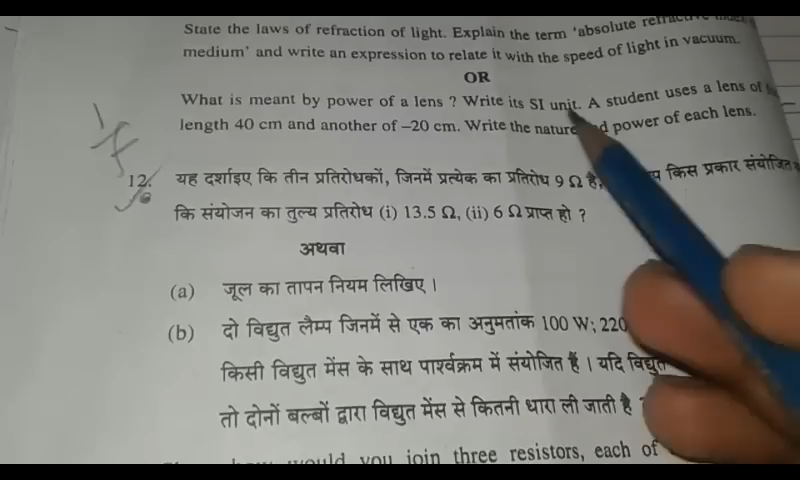 State the laws of refraction of light. Explain the term 'absolute refractive
medium' and write an expression to relate it with the speed of light in vacuum.
OR
What is meant by power of a lens ? Write its SI unit. A student uses a lens of
length 40 cm and another of –20 cm. Write the nature and power of each lens.
12. यह दर्शाइए कि तीन प्रतिरोधकों, जिनमें प्रत्येक का प्रतिरोध 9 Ω है, किस प्रकार संयोजित
कि संयोजन का तुल्य प्रतिरोध (i) 13.5 Ω, (ii) 6 Ω प्राप्त हो ?
अथवा
(a) जूल का तापन नियम लिखिए ।
(b) दो विद्युत लैम्प जिनमें से एक का अनुमतांक 100 W; 220
किसी विद्युत मेंस के साथ पार्श्वक्रम में संयोजित हैं । यदि विद्युत
तो दोनों बल्बों द्वारा विद्युत मेंस से कितनी धारा ली जाती है ?
would you join three resistors, each of